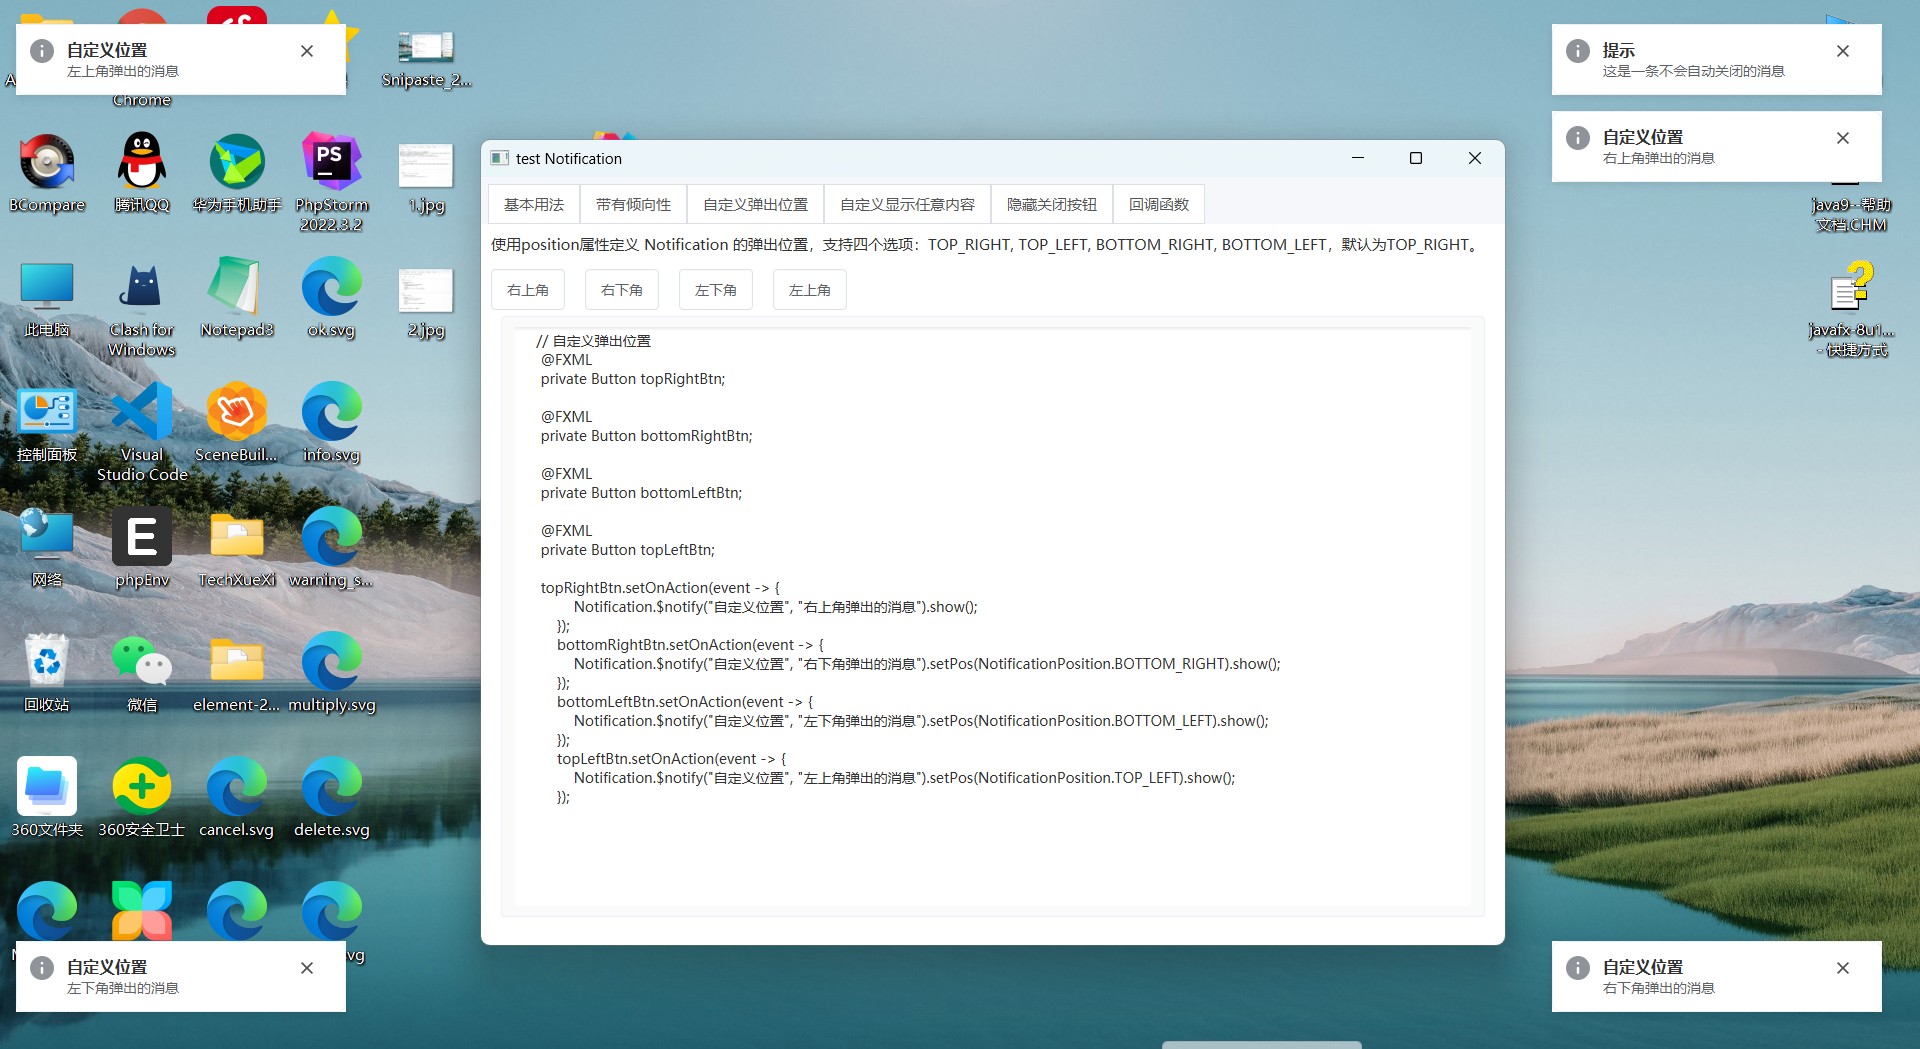 自定义位置
左上角弹出的消息
Chrome
Snipaste_2...
提示
这是一条不会自动关闭的消息
自定义位置
右上角弹出的消息
BCompare
腾讯QQ
华为手机助手
PS
PhpStorm
2022.3.2
1.jpg
java9--帮助
文档.CHM
此电脑
Clash for
Windows
Notepad3
ok.svg
2.jpg
javafx-8u1...
- 快捷方式
控制面板
Visual
Studio Code
SceneBuil...
info.svg
网络
E
phpEnv
TechXueXi
warning_s...
回收站
微信
element-2...
multiply.svg
360文件夹
360安全卫士
cancel.svg
delete.svg
vg
test Notification
基本用法
带有倾向性
自定义弹出位置
自定义显示任意内容
隐藏关闭按钮
回调函数
使用position属性定义 Notification 的弹出位置，支持四个选项：TOP_RIGHT, TOP_LEFT, BOTTOM_RIGHT, BOTTOM_LEFT，默认为TOP_RIGHT。
右上角
右下角
左下角
左上角
// 自定义弹出位置
@FXML
private Button topRightBtn;
@FXML
private Button bottomRightBtn;
@FXML
private Button bottomLeftBtn;
@FXML
private Button topLeftBtn;
topRightBtn.setOnAction(event -> {
Notification.$notify("自定义位置", "右上角弹出的消息").show();
});
bottomRightBtn.setOnAction(event -> {
Notification.$notify("自定义位置", "右下角弹出的消息").setPos(NotificationPosition.BOTTOM_RIGHT).show();
});
bottomLeftBtn.setOnAction(event -> {
Notification.$notify("自定义位置", "左下角弹出的消息").setPos(NotificationPosition.BOTTOM_LEFT).show();
});
topLeftBtn.setOnAction(event -> {
Notification.$notify("自定义位置", "左上角弹出的消息").setPos(NotificationPosition.TOP_LEFT).show();
});
自定义位置
左下角弹出的消息
自定义位置
右下角弹出的消息